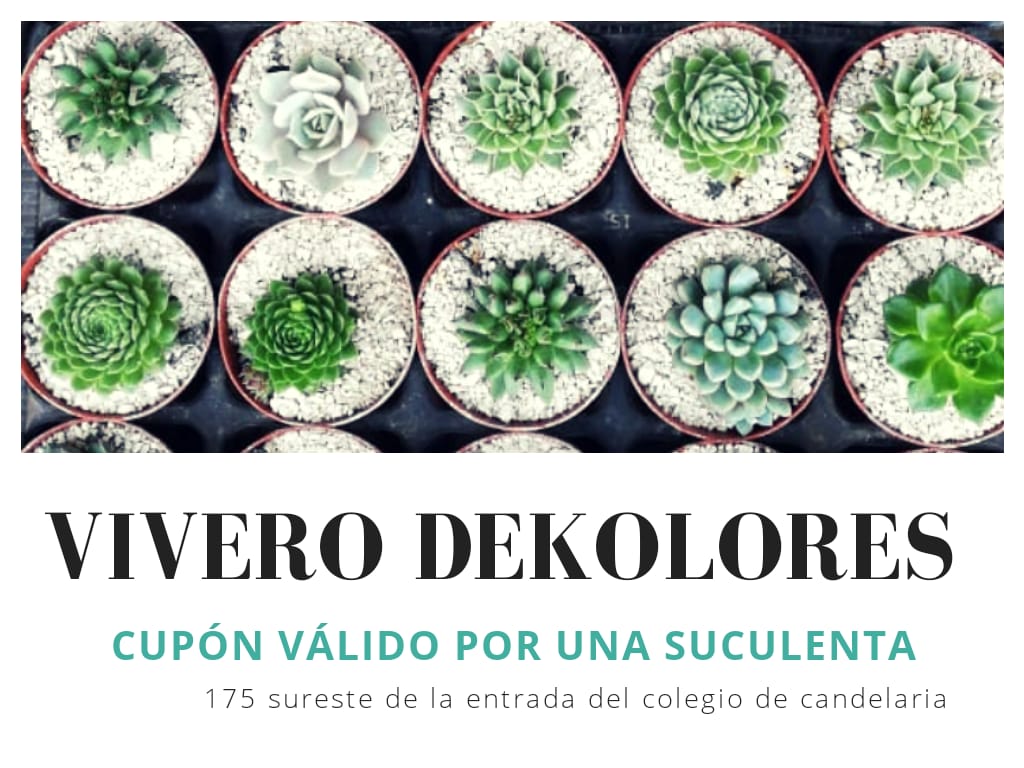 VIVERO DEKOLORES
CUPÓN VÁLIDO POR UNA SUCULENTA
175 sureste de la entrada del colegio de candelaria